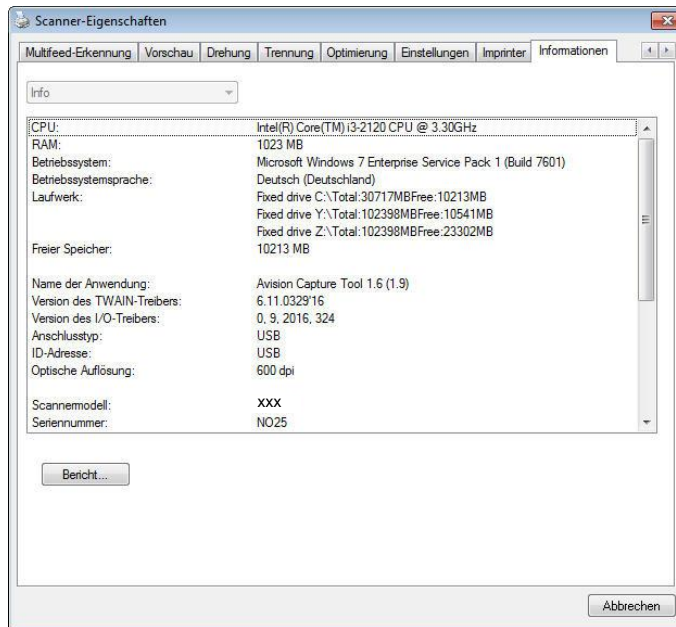 Scanner-Eigenschaften
Multifeed-Erkennung Vorschau Drehung Trennung Optimierung Einstellungen Imprinter Informationen
Info
CPU: Intel(R) Core(TM) i3-2120 CPU @ 3.30GHz
RAM: 1023 MB
Betriebssystem: Microsoft Windows 7 Enterprise Service Pack 1 (Build 7601)
Betriebssystemsprache: Deutsch (Deutschland)
Laufwerk: Fixed drive C:\Total:30717MBFree:10213MB
Fixed drive Y:\Total:102398MBFree:10541MB
Fixed drive Z:\Total:102398MBFree:23302MB
Freier Speicher: 10213 MB
Name der Anwendung: Avision Capture Tool 1.6 (1.9)
Version des TWAIN-Treibers: 6.11.0329'16
Version des I/O-Treibers: 0, 9, 2016, 324
Anschlusstyp: USB
ID-Adresse: USB
Optische Auflösung: 600 dpi
Scannermodell: XXX
Seriennummer: NO25
Bericht...
Abbrechen